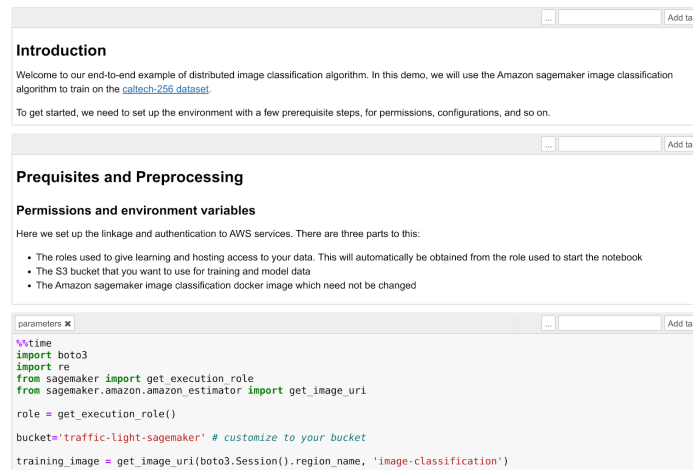 ... Add ta
Introduction
Welcome to our end-to-end example of distributed image classification algorithm. In this demo, we will use the Amazon sagemaker image classification
algorithm to train on the caltech-256 dataset.
To get started, we need to set up the environment with a few prerequisite steps, for permissions, configurations, and so on.
... Add ta
Prequisites and Preprocessing
Permissions and environment variables
Here we set up the linkage and authentication to AWS services. There are three parts to this:
• The roles used to give learning and hosting access to your data. This will automatically be obtained from the role used to start the notebook
• The S3 bucket that you want to use for training and model data
• The Amazon sagemaker image classification docker image which need not be changed
parameters ✖ ... Add ta
%%time
import boto3
import re
from sagemaker import get_execution_role
from sagemaker.amazon.amazon_estimator import get_image_uri
role = get_execution_role()
bucket='traffic-light-sagemaker' # customize to your bucket
training_image = get_image_uri(boto3.Session().region_name, 'image-classification')